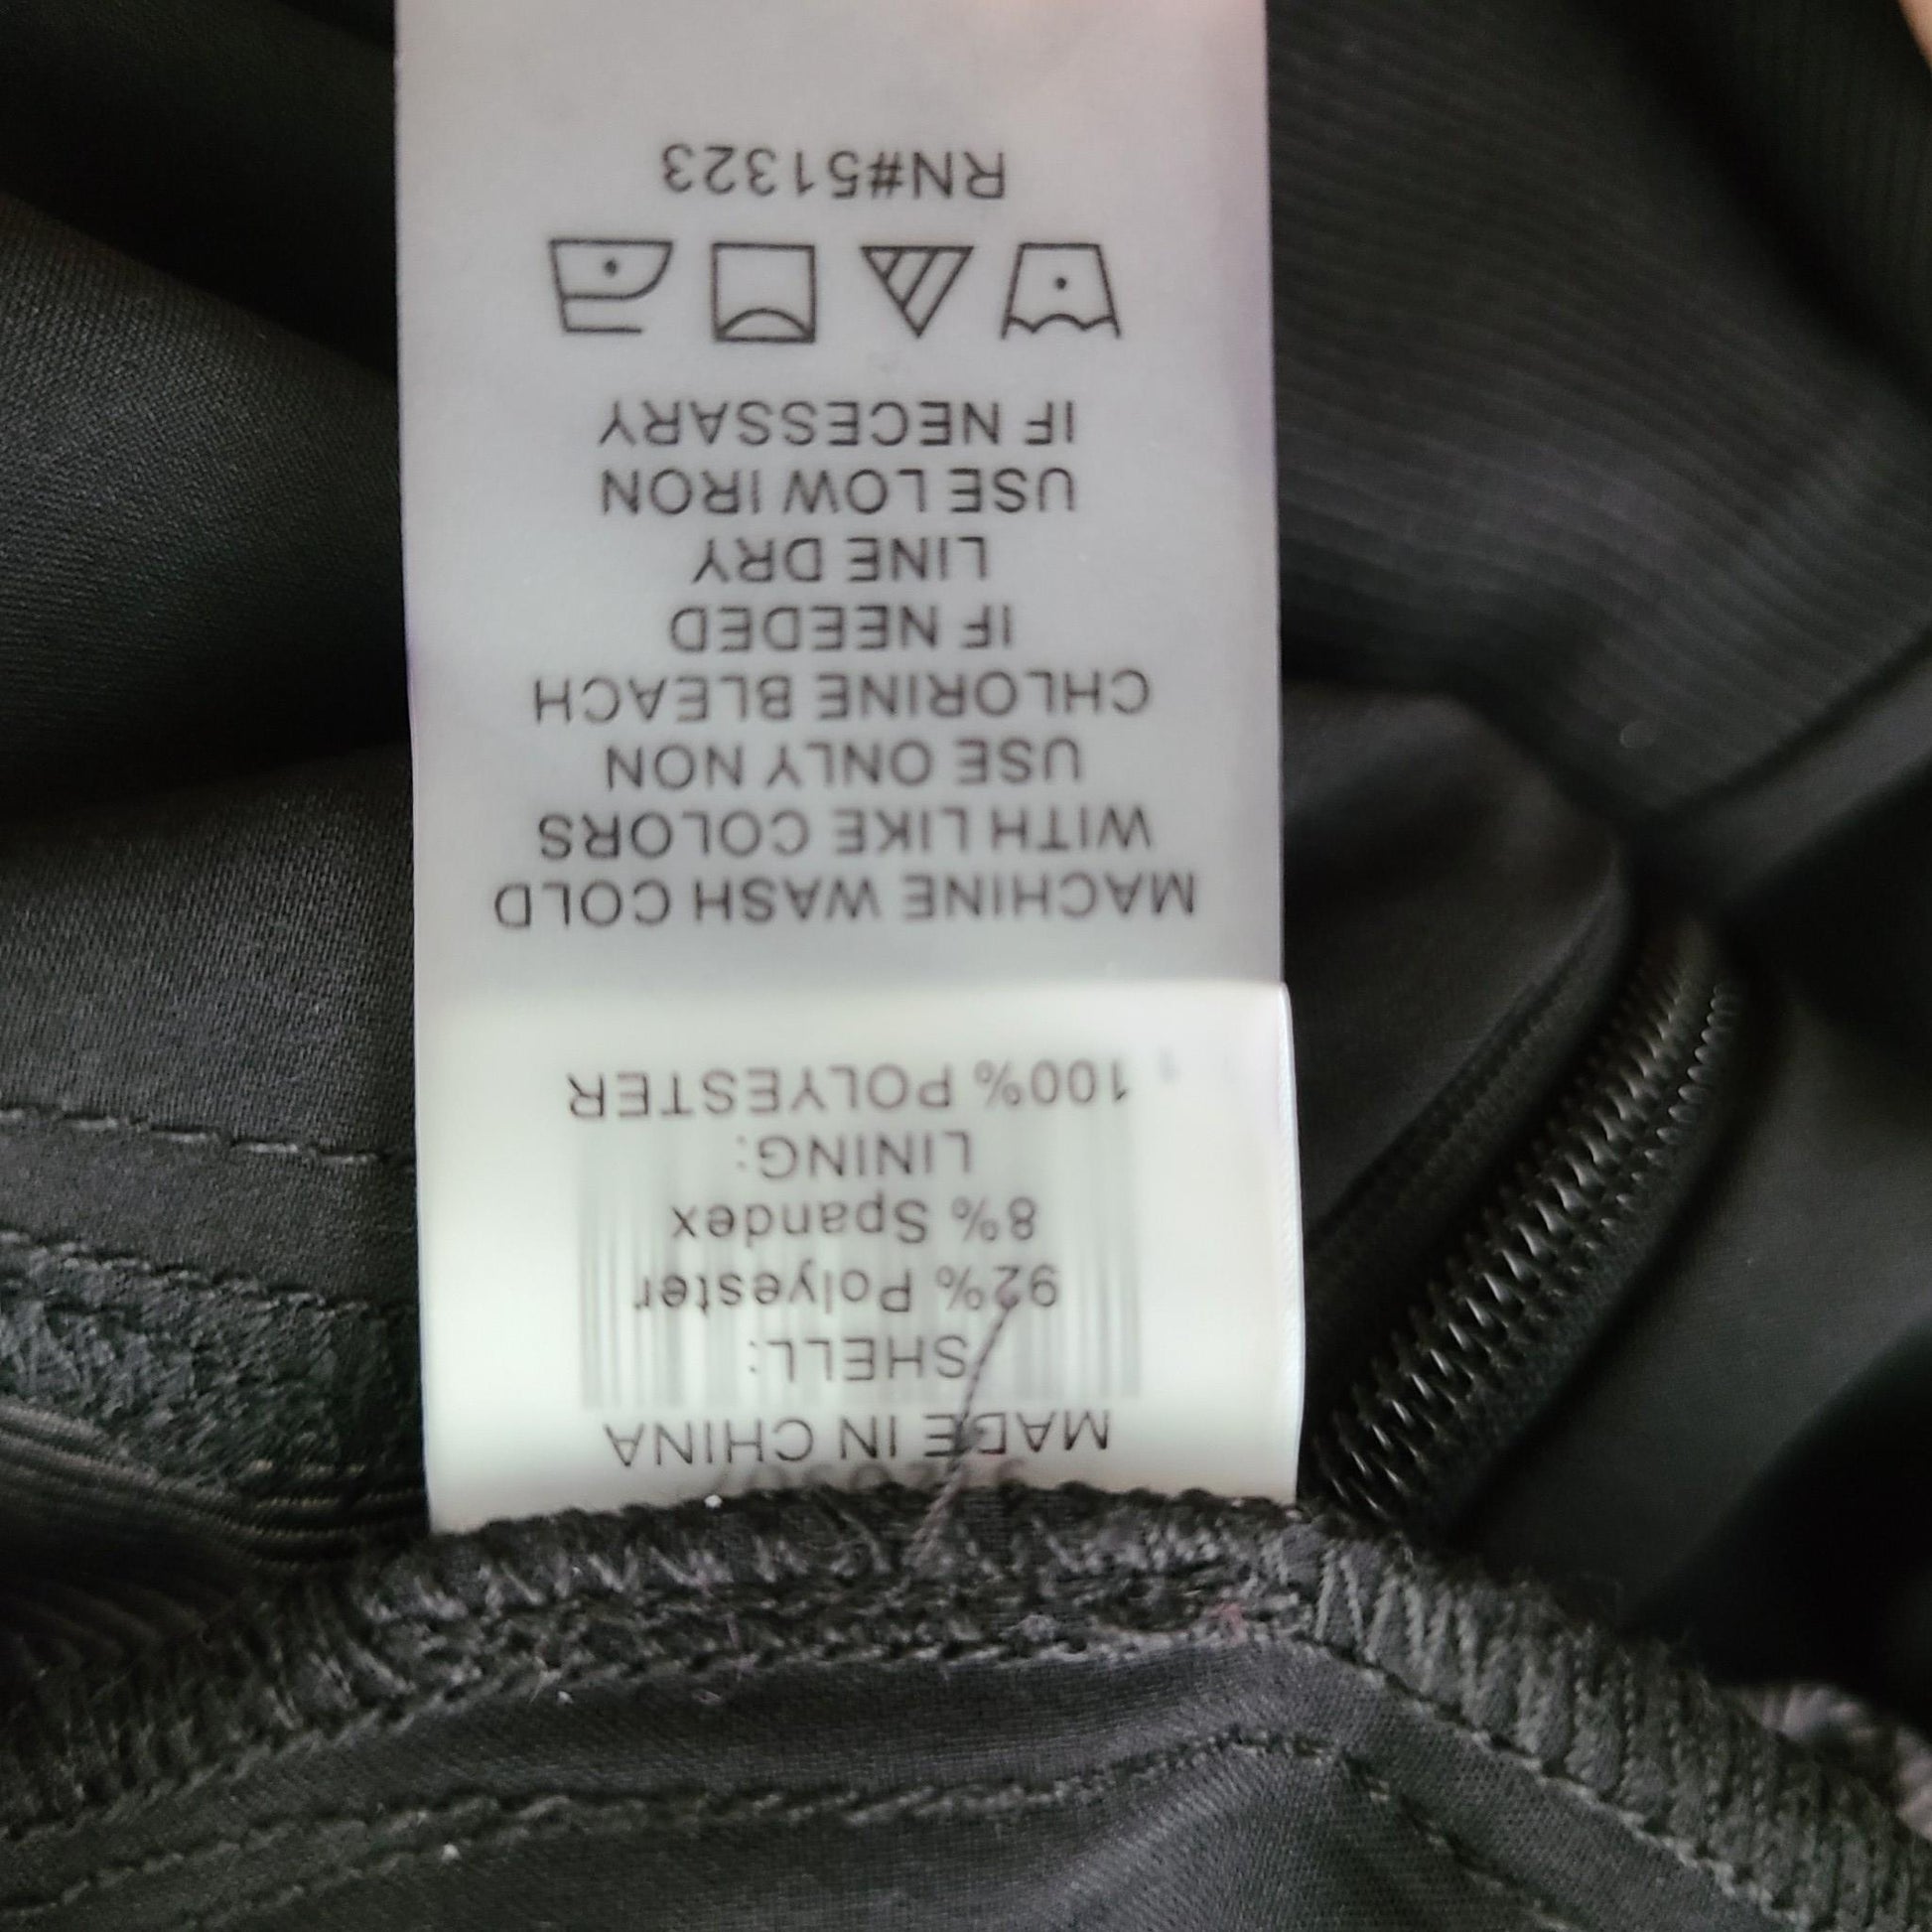 MADE IN CHINA
SHELL:
92% Polyester
8% Spandex
LINING:
100% POLYESTER
MACHINE WASH COLD
WITH LIKE COLORS
USE ONLY NON
CHLORINE BLEACH
IF NEEDED
LINE DRY
USE LOW IRON
IF NECESSARY
RN#51323